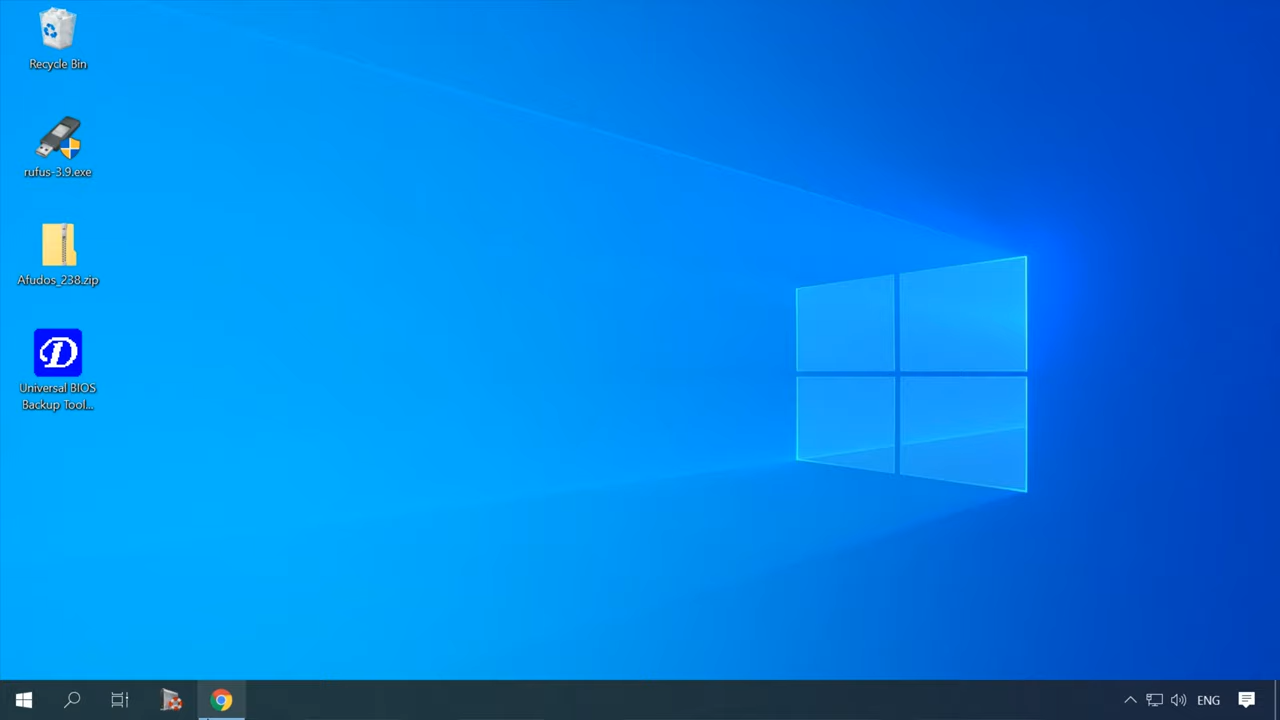 Recycle Bin
rufus-3.9.exe
Afudos_238.zip
Universal BIOS
Backup Tool...
ENG